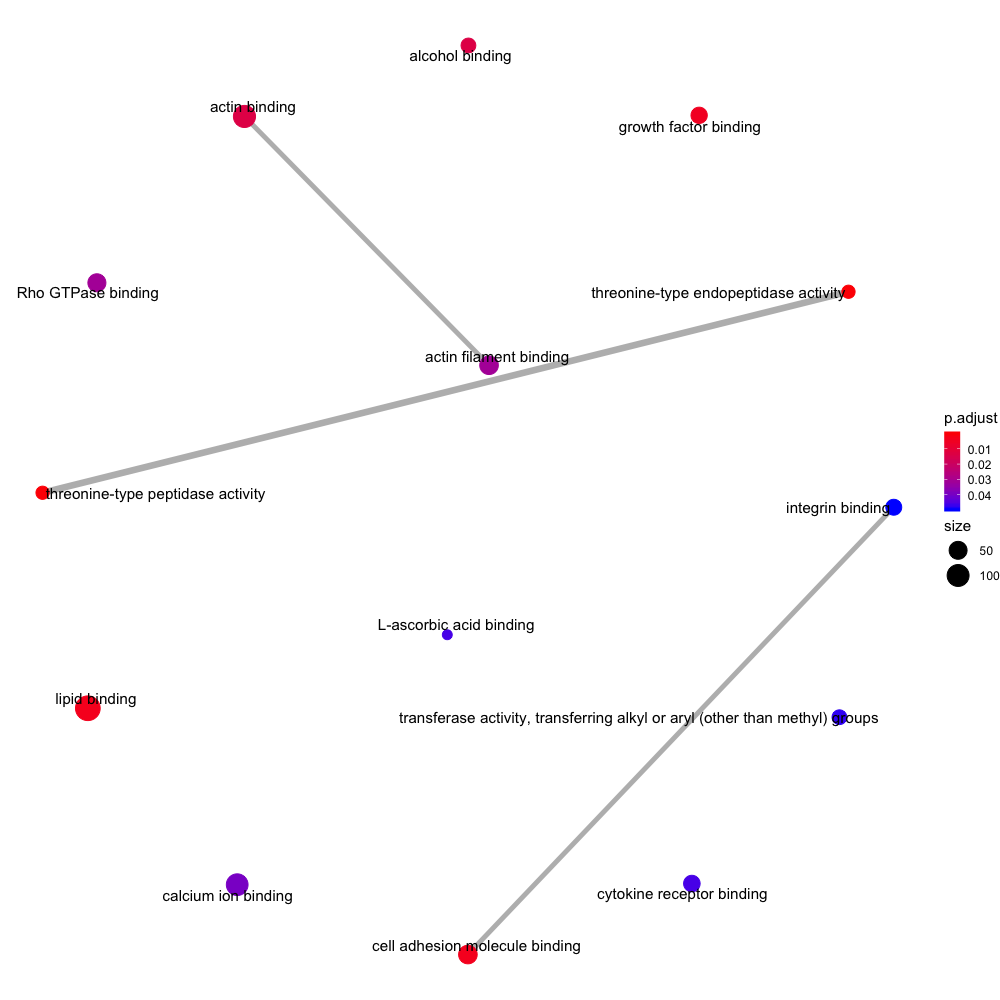 alcohol binding
actin binding
growth factor binding
Rho GTPase binding
threonine-type endopeptidase activity
actin filament binding
threonine-type peptidase activity
integrin binding
L-ascorbic acid binding
lipid binding
transferase activity, transferring alkyl or aryl (other than methyl) groups
calcium ion binding
cytokine receptor binding
cell adhesion molecule binding
p.adjust
0.01
0.02
0.03
0.04
size
50
100